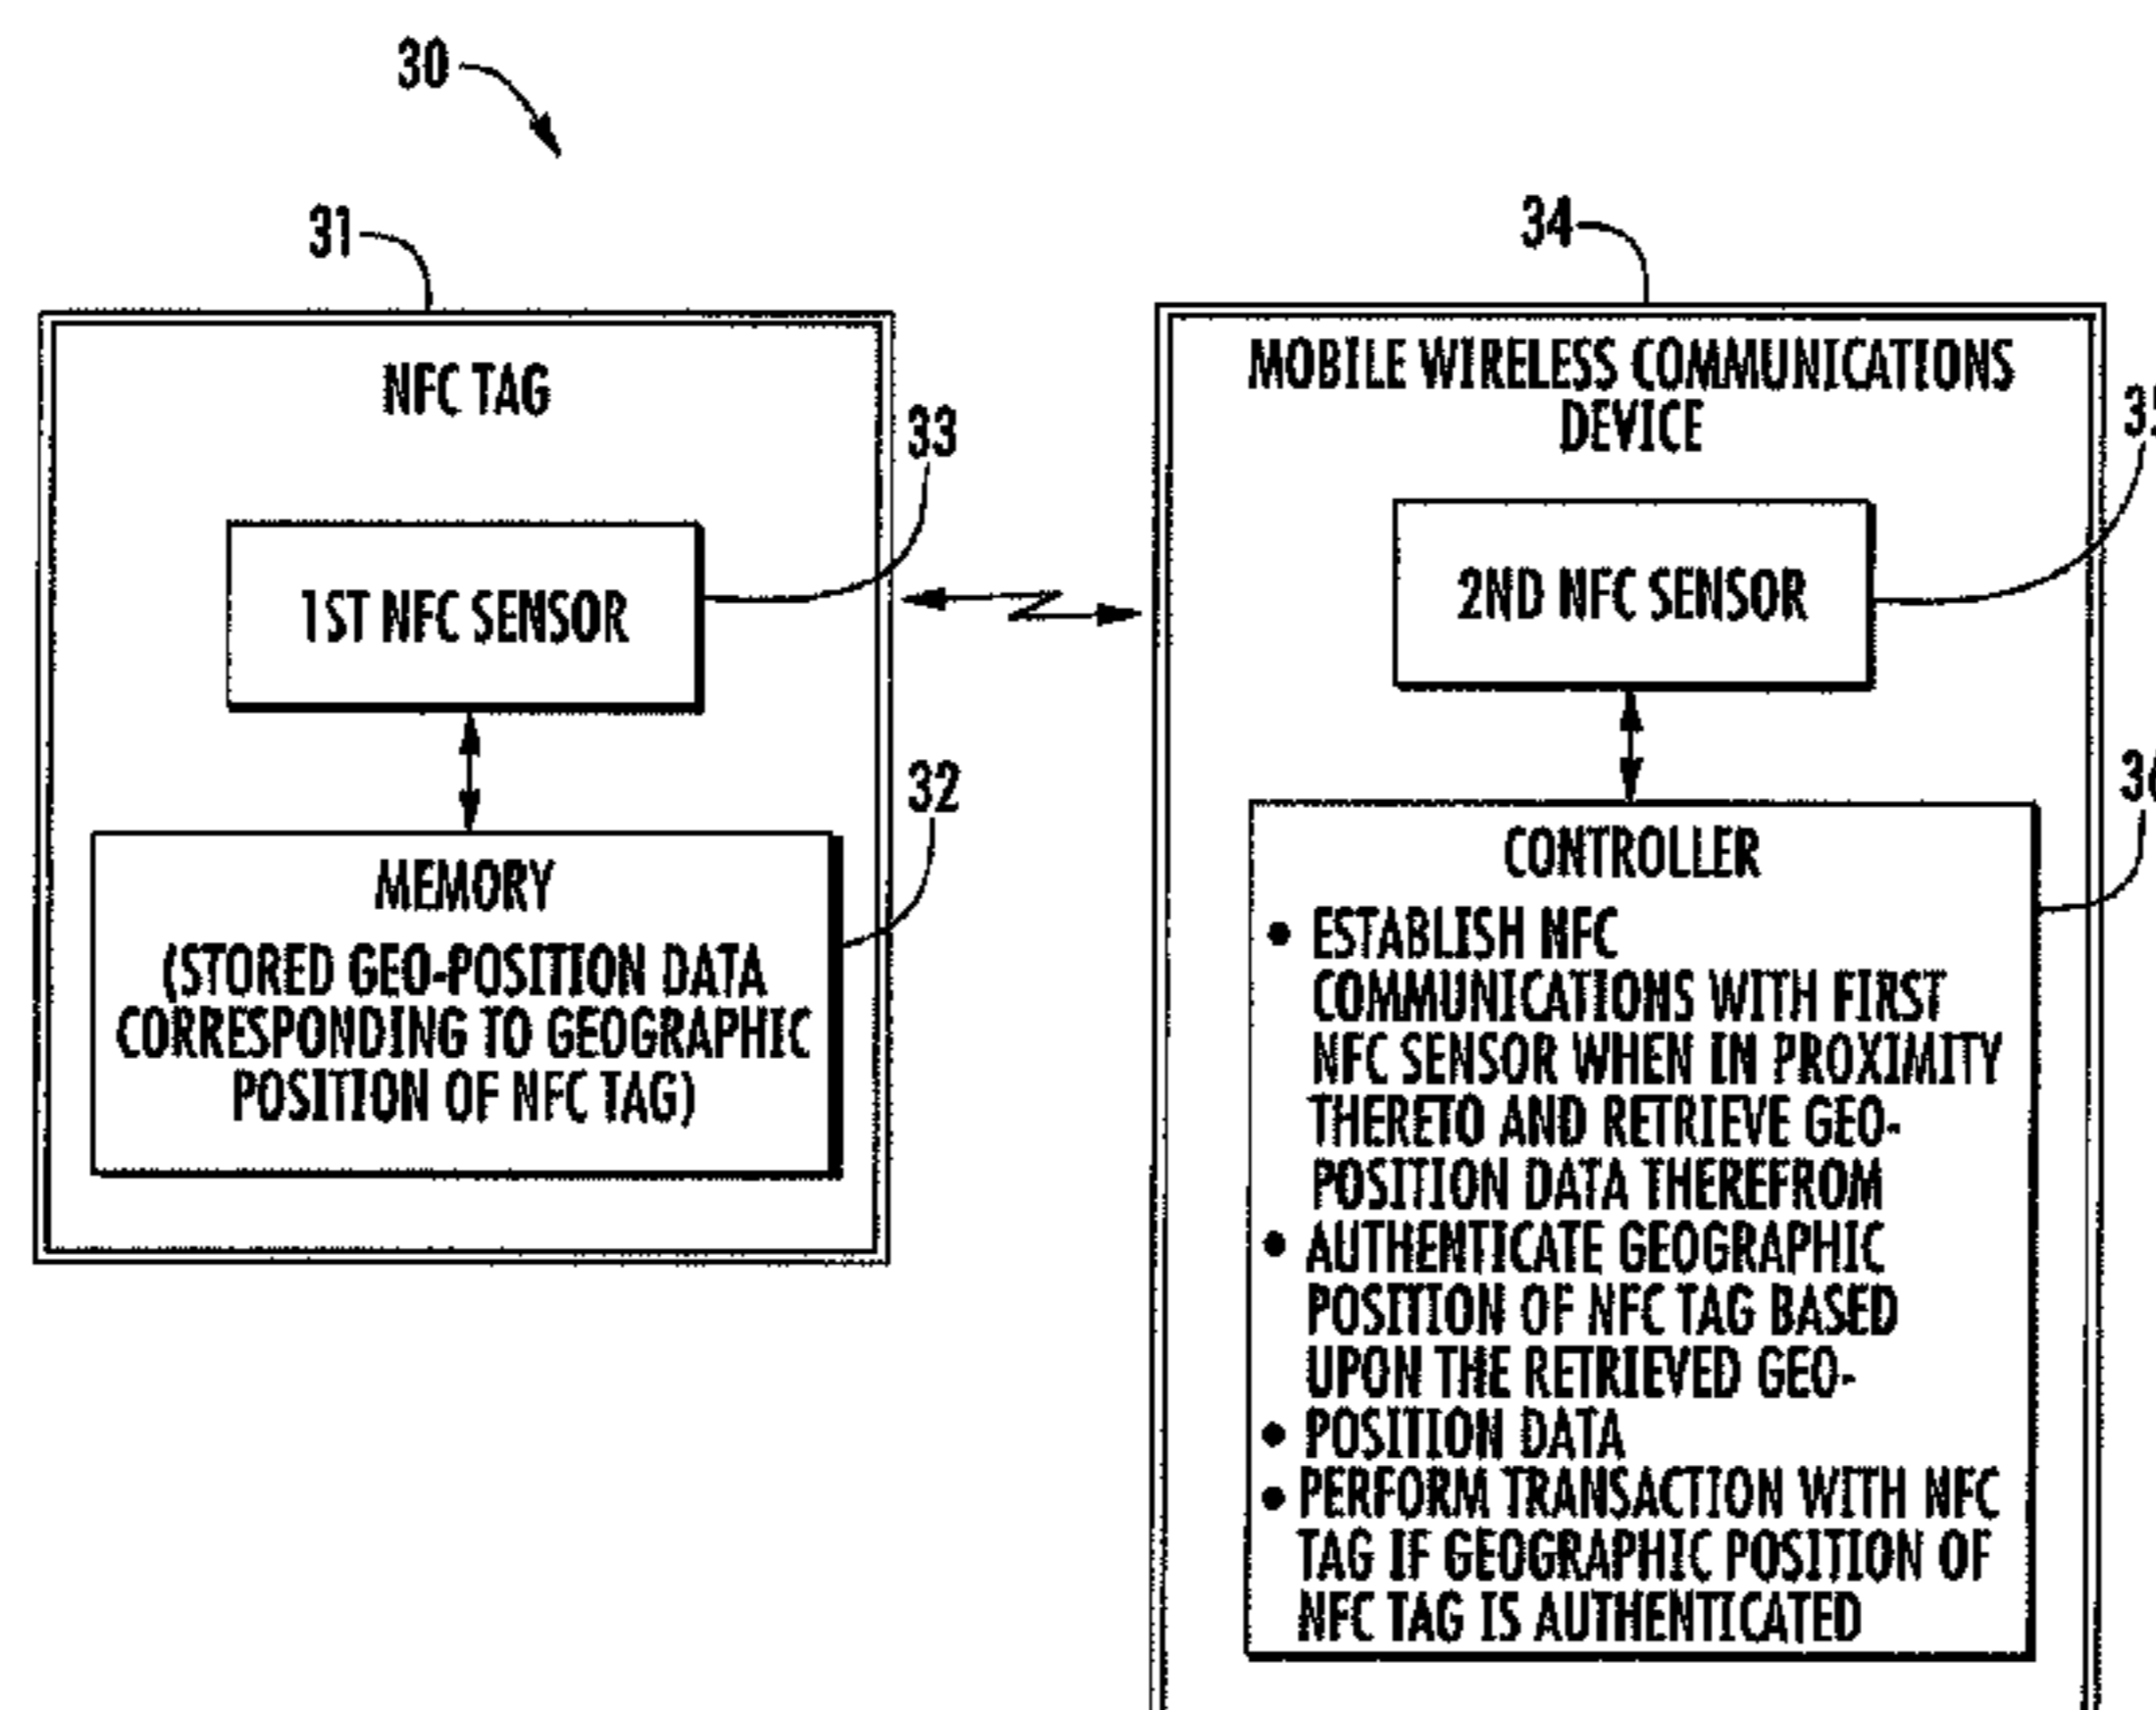 30
31
NFC TAG
33
1ST NFC SENSOR
32
MEMORY
(STORED GEO-POSITION DATA
CORRESPONDING TO GEOGRAPHIC
POSITION OF NFC TAG)
34
MOBILE WIRELESS COMMUNICATIONS
DEVICE
2ND NFC SENSOR
CONTROLLER
• ESTABLISH NFC
COMMUNICATIONS WITH FIRST
NFC SENSOR WHEN IN PROXIMITY
THERETO AND RETRIEVE GEO-
POSITION DATA THEREFROM
• AUTHENTICATE GEOGRAPHIC
POSITION OF NFC TAG BASED
UPON THE RETRIEVED GEO-
• POSITION DATA
• PERFORM TRANSACTION WITH NFC
TAG IF GEOGRAPHIC POSITION OF
NFC TAG IS AUTHENTICATED